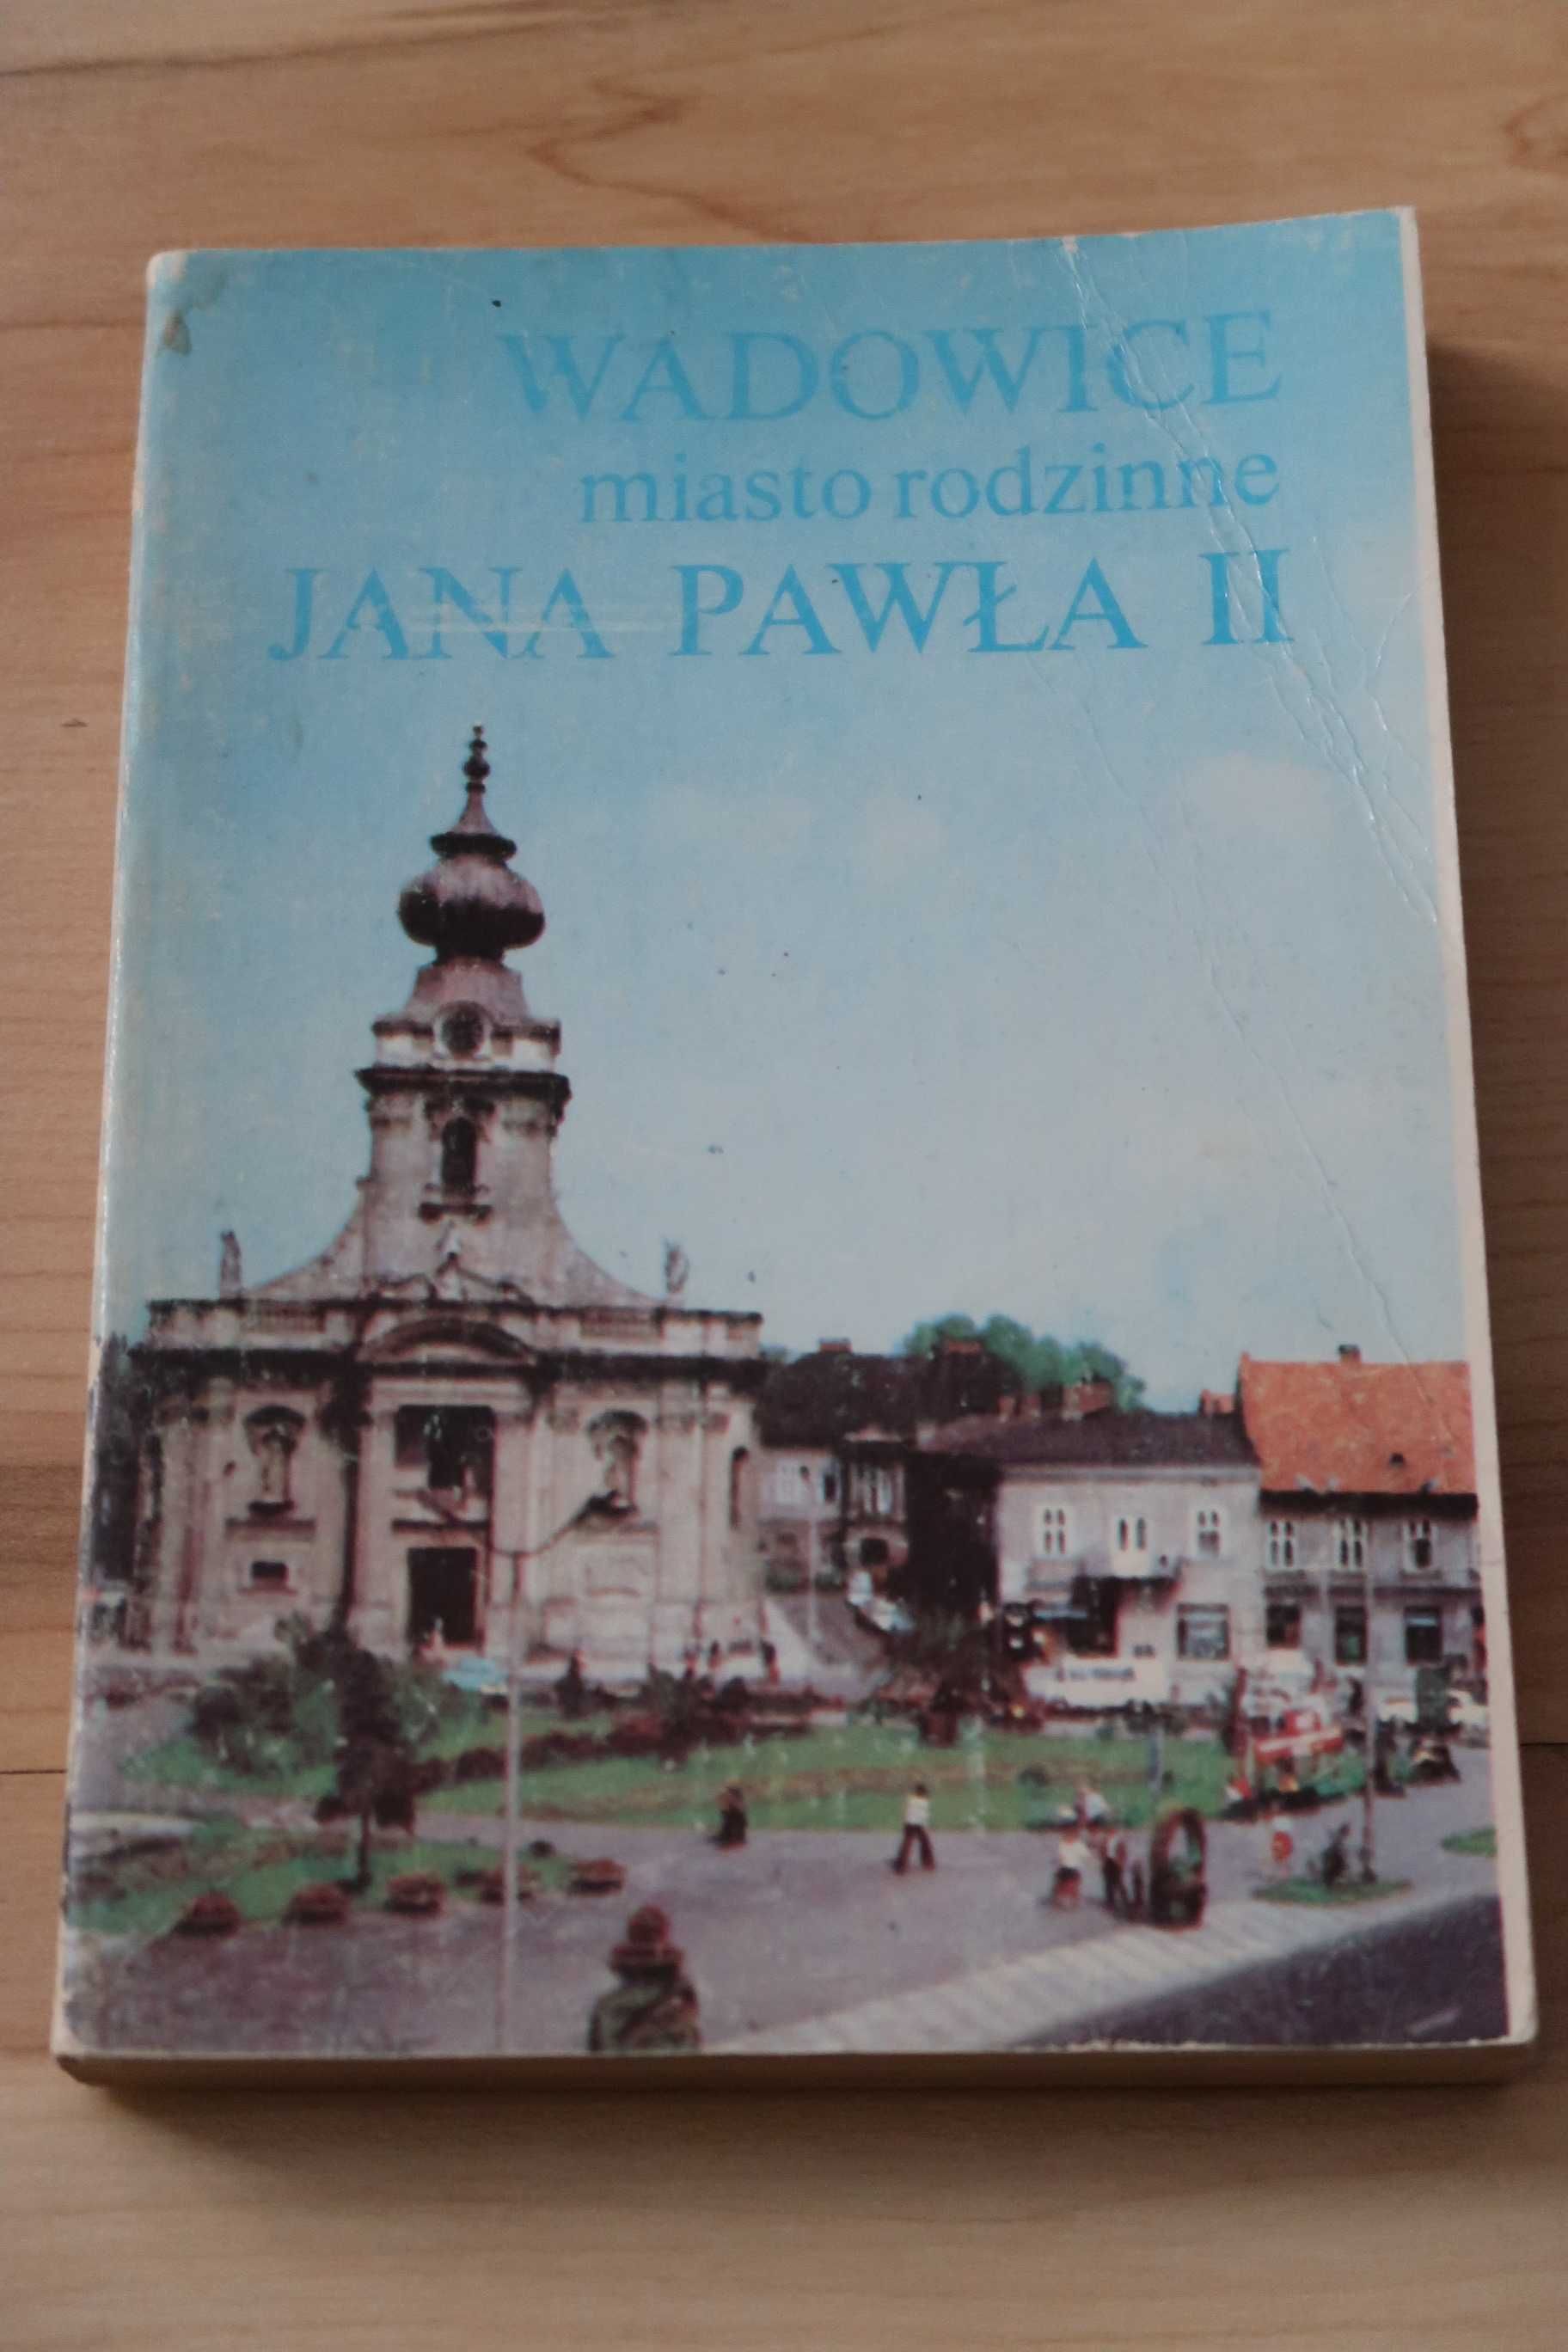 WADOWICE
miasto rodzinne
JANA PAWŁA II